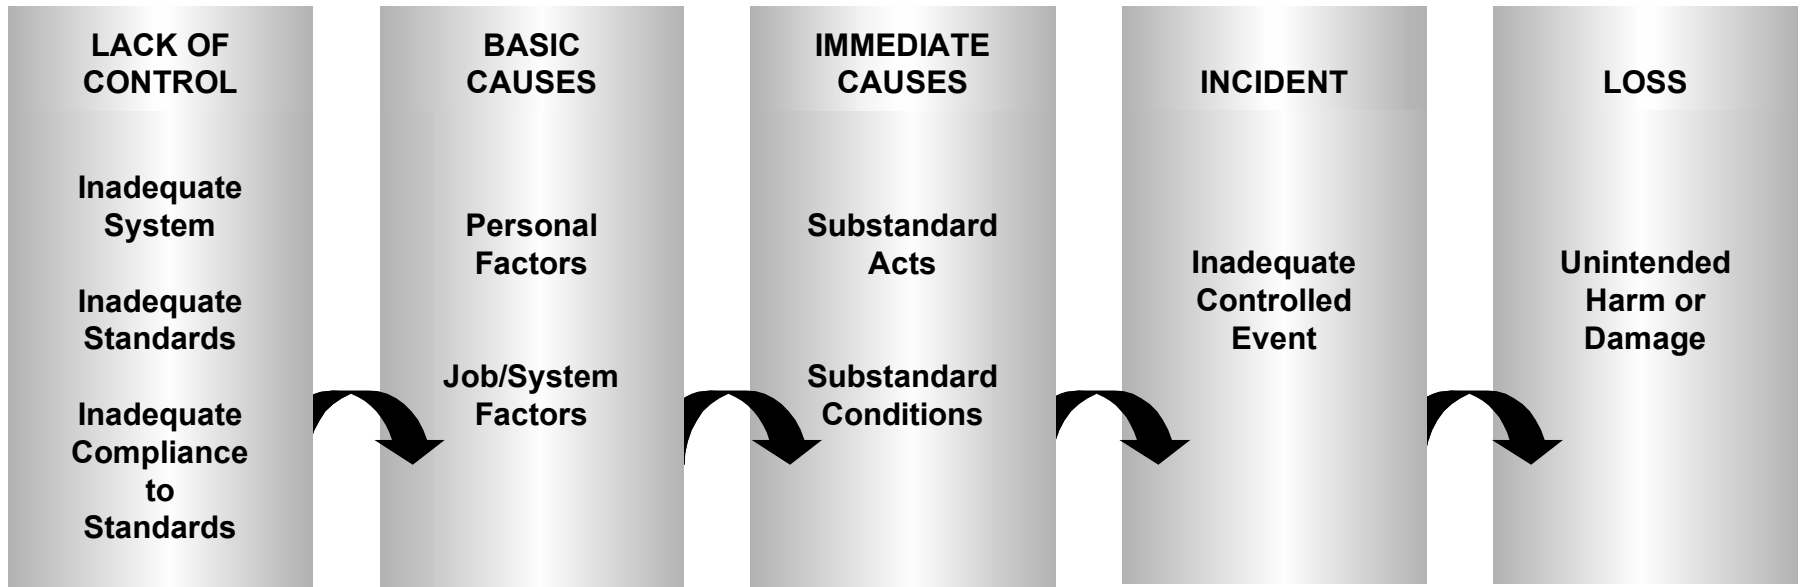 LACK OF
CONTROL
Inadequate
System
Inadequate
Standards
Inadequate
Compliance
to
Standards
BASIC
CAUSES
Personal
Factors
Job/System
Factors
IMMEDIATE
CAUSES
Substandard
Acts
Substandard
Conditions
INCIDENT
Inadequate
Controlled
Event
LOSS
Unintended
Harm or
Damage